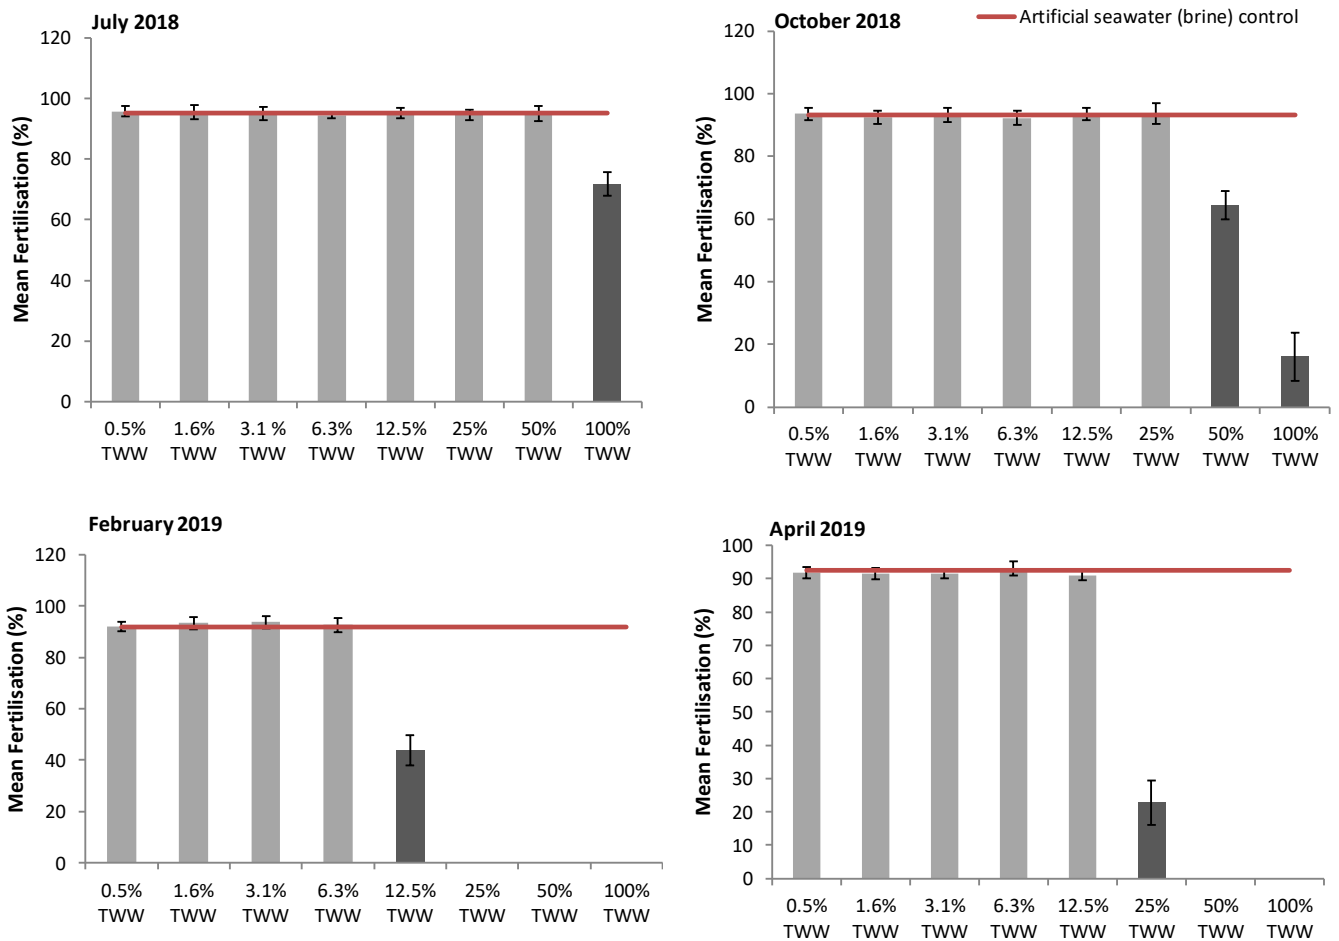 July 2018
Mean Fertilisation (%)
120
100
80
60
40
20
0
0.5% 1.6% 3.1 % 6.3% 12.5% 25% 50% 100%
TWW TWW TWW TWW TWW TWW TWW TWW
October 2018
Artificial seawater (brine) control
Mean Fertilisation (%)
120
100
80
60
40
20
0
0.5% 1.6% 3.1% 6.3% 12.5% 25% 50% 100%
TWW TWW TWW TWW TWW TWW TWW TWW
February 2019
Mean Fertilisation (%)
120
100
80
60
40
20
0
0.5% 1.6% 3.1% 6.3% 12.5% 25% 50% 100%
TWW TWW TWW TWW TWW TWW TWW TWW
April 2019
Mean Fertilisation (%)
100
90
80
70
60
50
40
30
20
10
0
0.5% 1.6% 3.1% 6.3% 12.5% 25% 50% 100%
TWW TWW TWW TWW TWW TWW TWW TWW